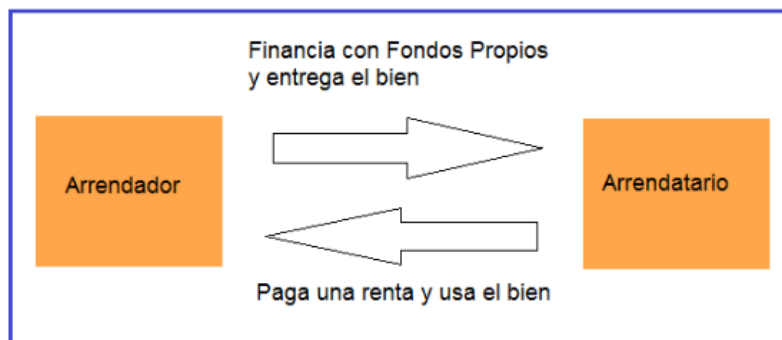 Financia con Fondos Propios
y entrega el bien
Arrendador
Arrendatario
Paga una renta y usa el bien